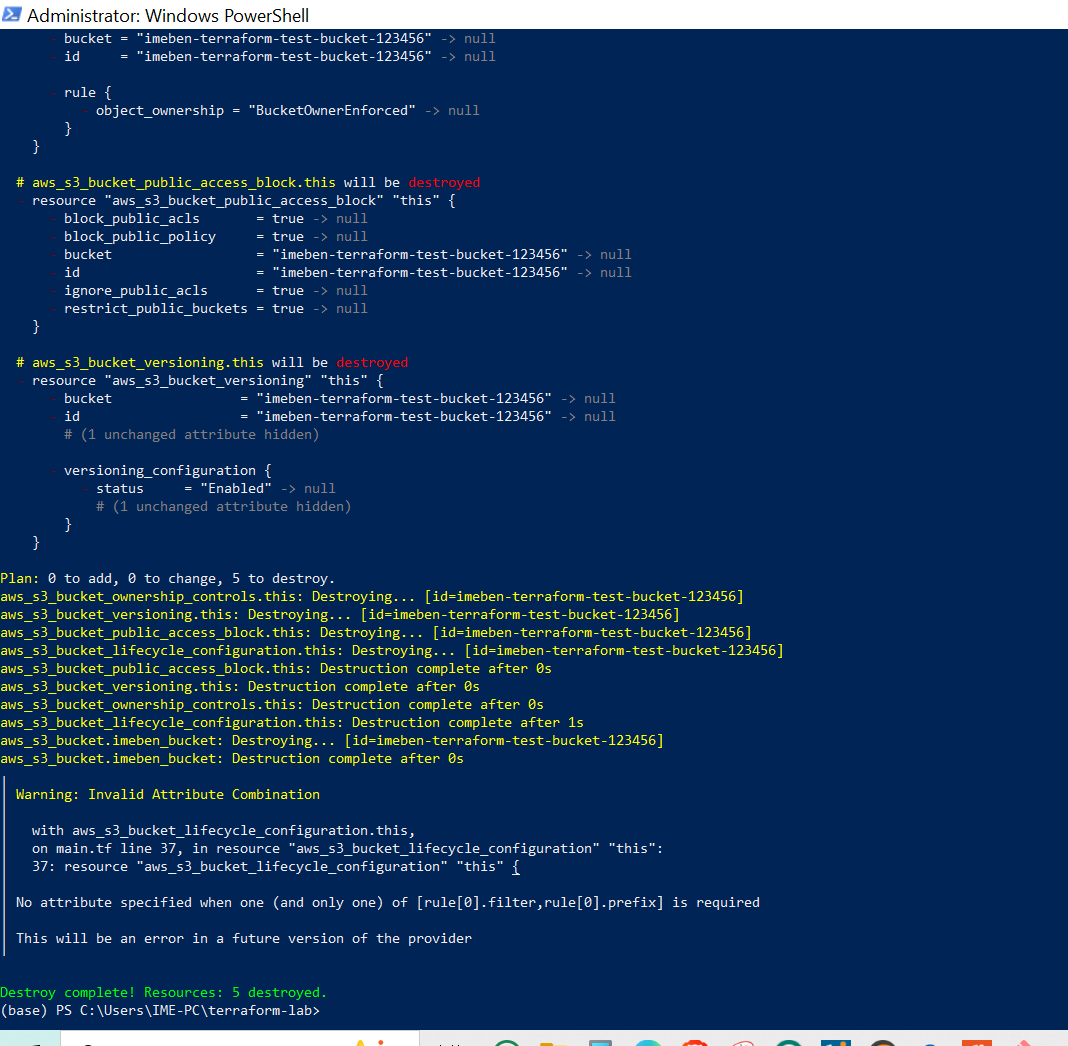 Administrator: Windows PowerShell
bucket = "imeben-terraform-test-bucket-123456" -> null
id     = "imeben-terraform-test-bucket-123456" -> null
rule {
object_ownership = "BucketOwnerEnforced" -> null
}
}
# aws_s3_bucket_public_access_block.this will be destroyed
resource "aws_s3_bucket_public_access_block" "this" {
block_public_acls       = true -> null
block_public_policy     = true -> null
bucket                  = "imeben-terraform-test-bucket-123456" -> null
id                      = "imeben-terraform-test-bucket-123456" -> null
ignore_public_acls      = true -> null
restrict_public_buckets = true -> null
}
# aws_s3_bucket_versioning.this will be destroyed
resource "aws_s3_bucket_versioning" "this" {
bucket                = "imeben-terraform-test-bucket-123456" -> null
id                    = "imeben-terraform-test-bucket-123456" -> null
# (1 unchanged attribute hidden)
versioning_configuration {
status     = "Enabled" -> null
# (1 unchanged attribute hidden)
}
}
Plan: 0 to add, 0 to change, 5 to destroy.
aws_s3_bucket_ownership_controls.this: Destroying... [id=imeben-terraform-test-bucket-123456]
aws_s3_bucket_versioning.this: Destroying... [id=imeben-terraform-test-bucket-123456]
aws_s3_bucket_public_access_block.this: Destroying... [id=imeben-terraform-test-bucket-123456]
aws_s3_bucket_lifecycle_configuration.this: Destroying... [id=imeben-terraform-test-bucket-123456]
aws_s3_bucket_public_access_block.this: Destruction complete after 0s
aws_s3_bucket_versioning.this: Destruction complete after 0s
aws_s3_bucket_ownership_controls.this: Destruction complete after 0s
aws_s3_bucket_lifecycle_configuration.this: Destruction complete after 1s
aws_s3_bucket.imeben_bucket: Destroying... [id=imeben-terraform-test-bucket-123456]
aws_s3_bucket.imeben_bucket: Destruction complete after 0s
Warning: Invalid Attribute Combination
with aws_s3_bucket_lifecycle_configuration.this,
on main.tf line 37, in resource "aws_s3_bucket_lifecycle_configuration" "this":
37: resource "aws_s3_bucket_lifecycle_configuration" "this" {
No attribute specified when one (and only one) of [rule[0].filter,rule[0].prefix] is required
This will be an error in a future version of the provider
Destroy complete! Resources: 5 destroyed.
(base) PS C:\Users\IME-PC\terraform-lab>